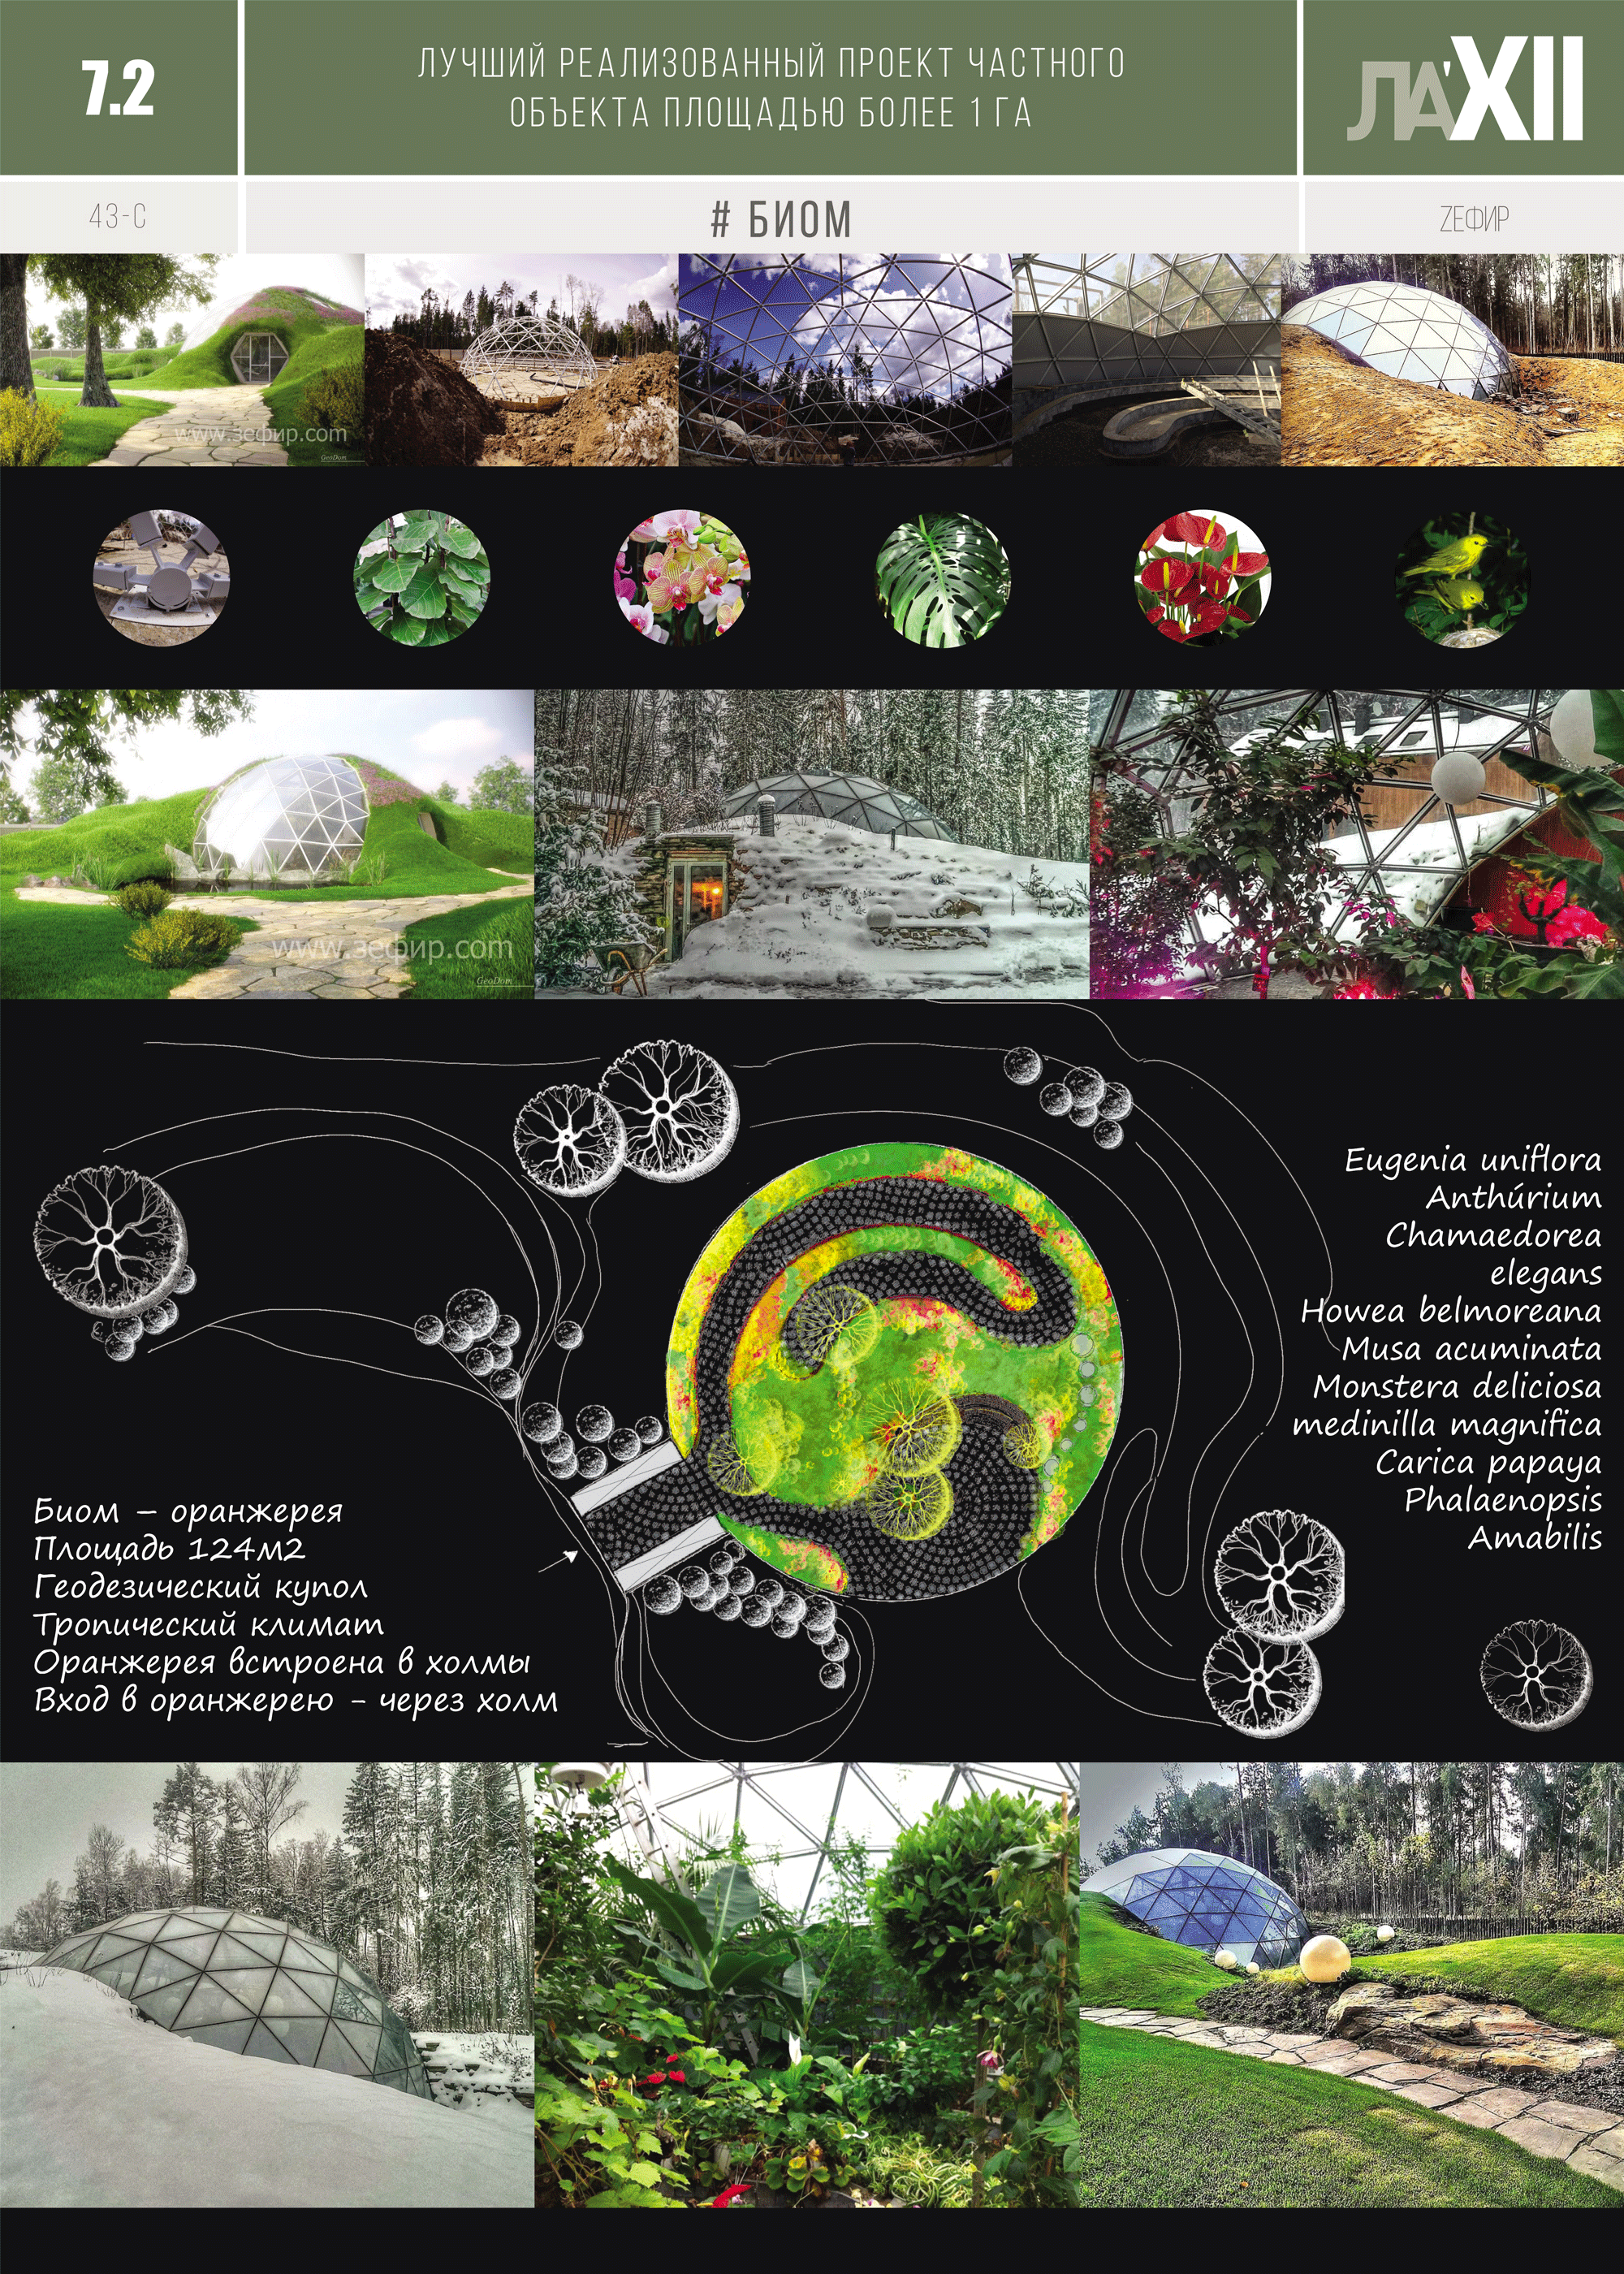 7.2
ЛУЧШИЙ РЕАЛИЗОВАННЫЙ ПРОЕКТ ЧАСТНОГО
ОБЪЕКТА ПЛОЩАДЬЮ БОЛЕЕ 1 ГА
ЛА'XII
43-С
# БИОМ
ZЕФИР
www.зефир.com
GeoDom
www.зефир.com
GeoDom
Eugenia uniflora
Anthúrium
Chamaedorea
elegans
Howea belmoreana
Musa acuminata
Monstera deliciosa
medinilla magnifica
Carica papaya
Phalaenopsis
Amabilis
Биом – оранжерея
Площадь 124м2
Геодезический купол
Тропический климат
Оранжерея встроена в холмы
Вход в оранжерею - через холм